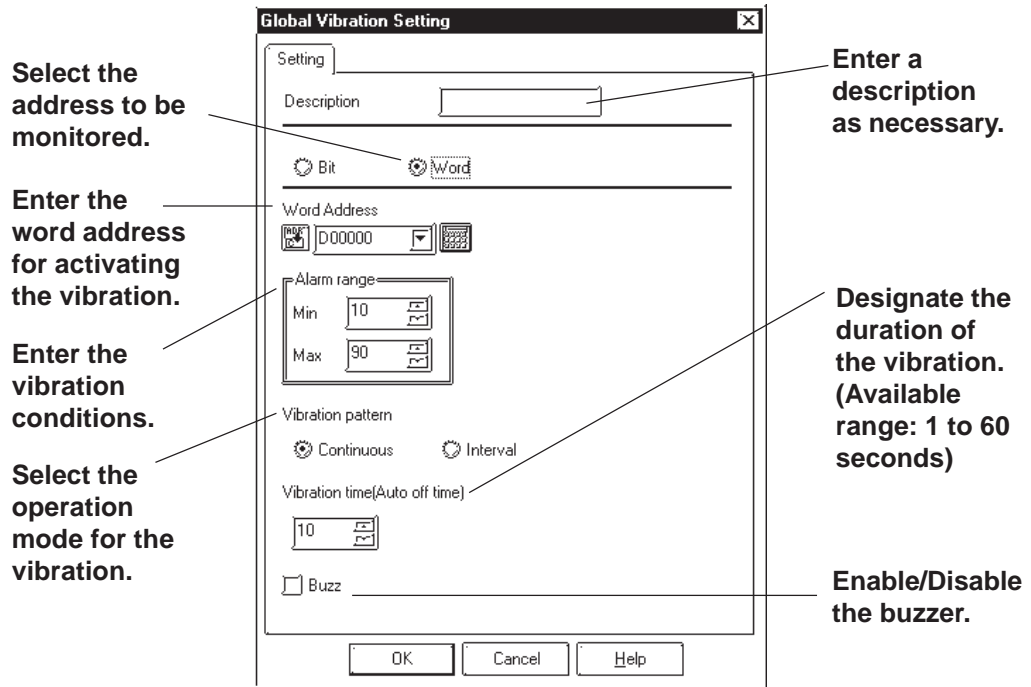 Global Vibration Setting
Setting
Description
Bit
Word
Word Address
D00000
Alarm range
Min
10
Max
90
Vibration pattern
Continuous
Interval
Vibration time(Auto off time)
10
Buzz
OK
Cancel
Help
Select the
address to be
monitored.
Enter the
word address
for activating
the vibration.
Enter the
vibration
conditions.
Select the
operation
mode for the
vibration.
Enter a
description
as necessary.
Designate the
duration of
the vibration.
(Available
range: 1 to 60
seconds)
Enable/Disable
the buzzer.